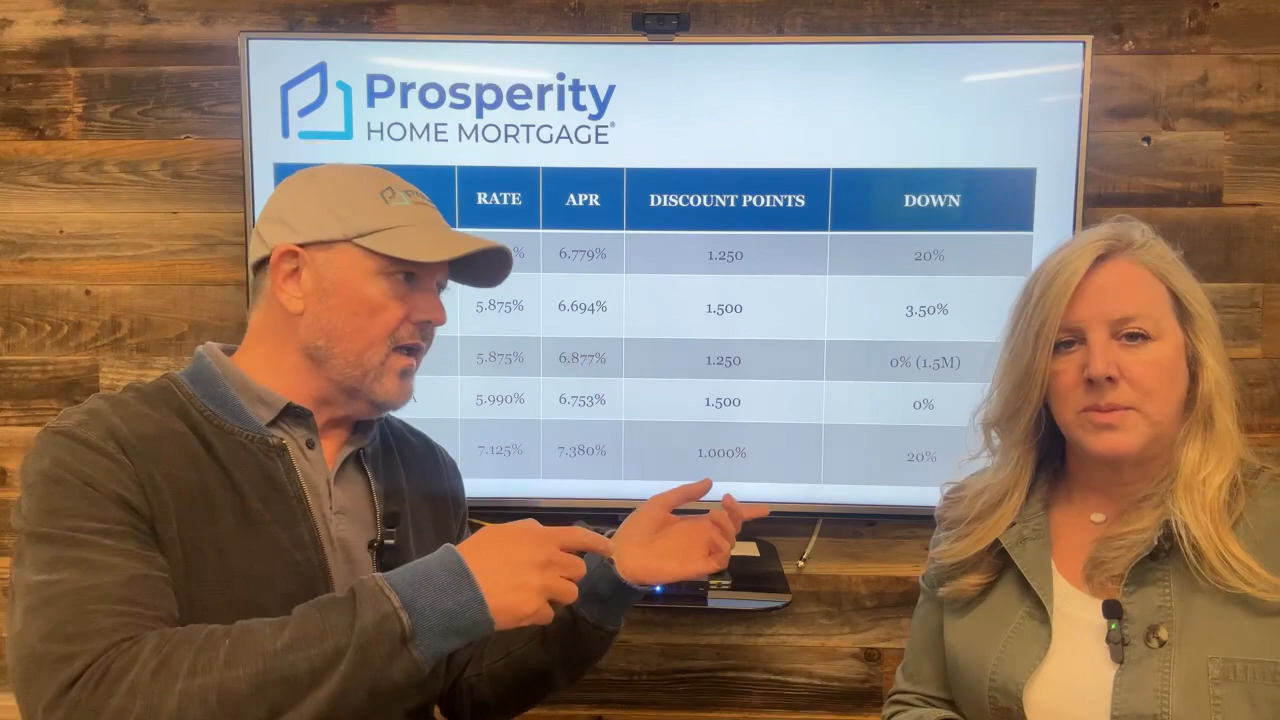 Prosperity
HOME MORTGAGE®
RATE APR DISCOUNT POINTS DOWN
6.779% 1.250 20%
5.875% 6.694% 1.500 3.50%
5.875% 6.877% 1.250 0% (1.5M)
5.990% 6.753% 1.500 0%
7.125% 7.380% 1.000% 20%